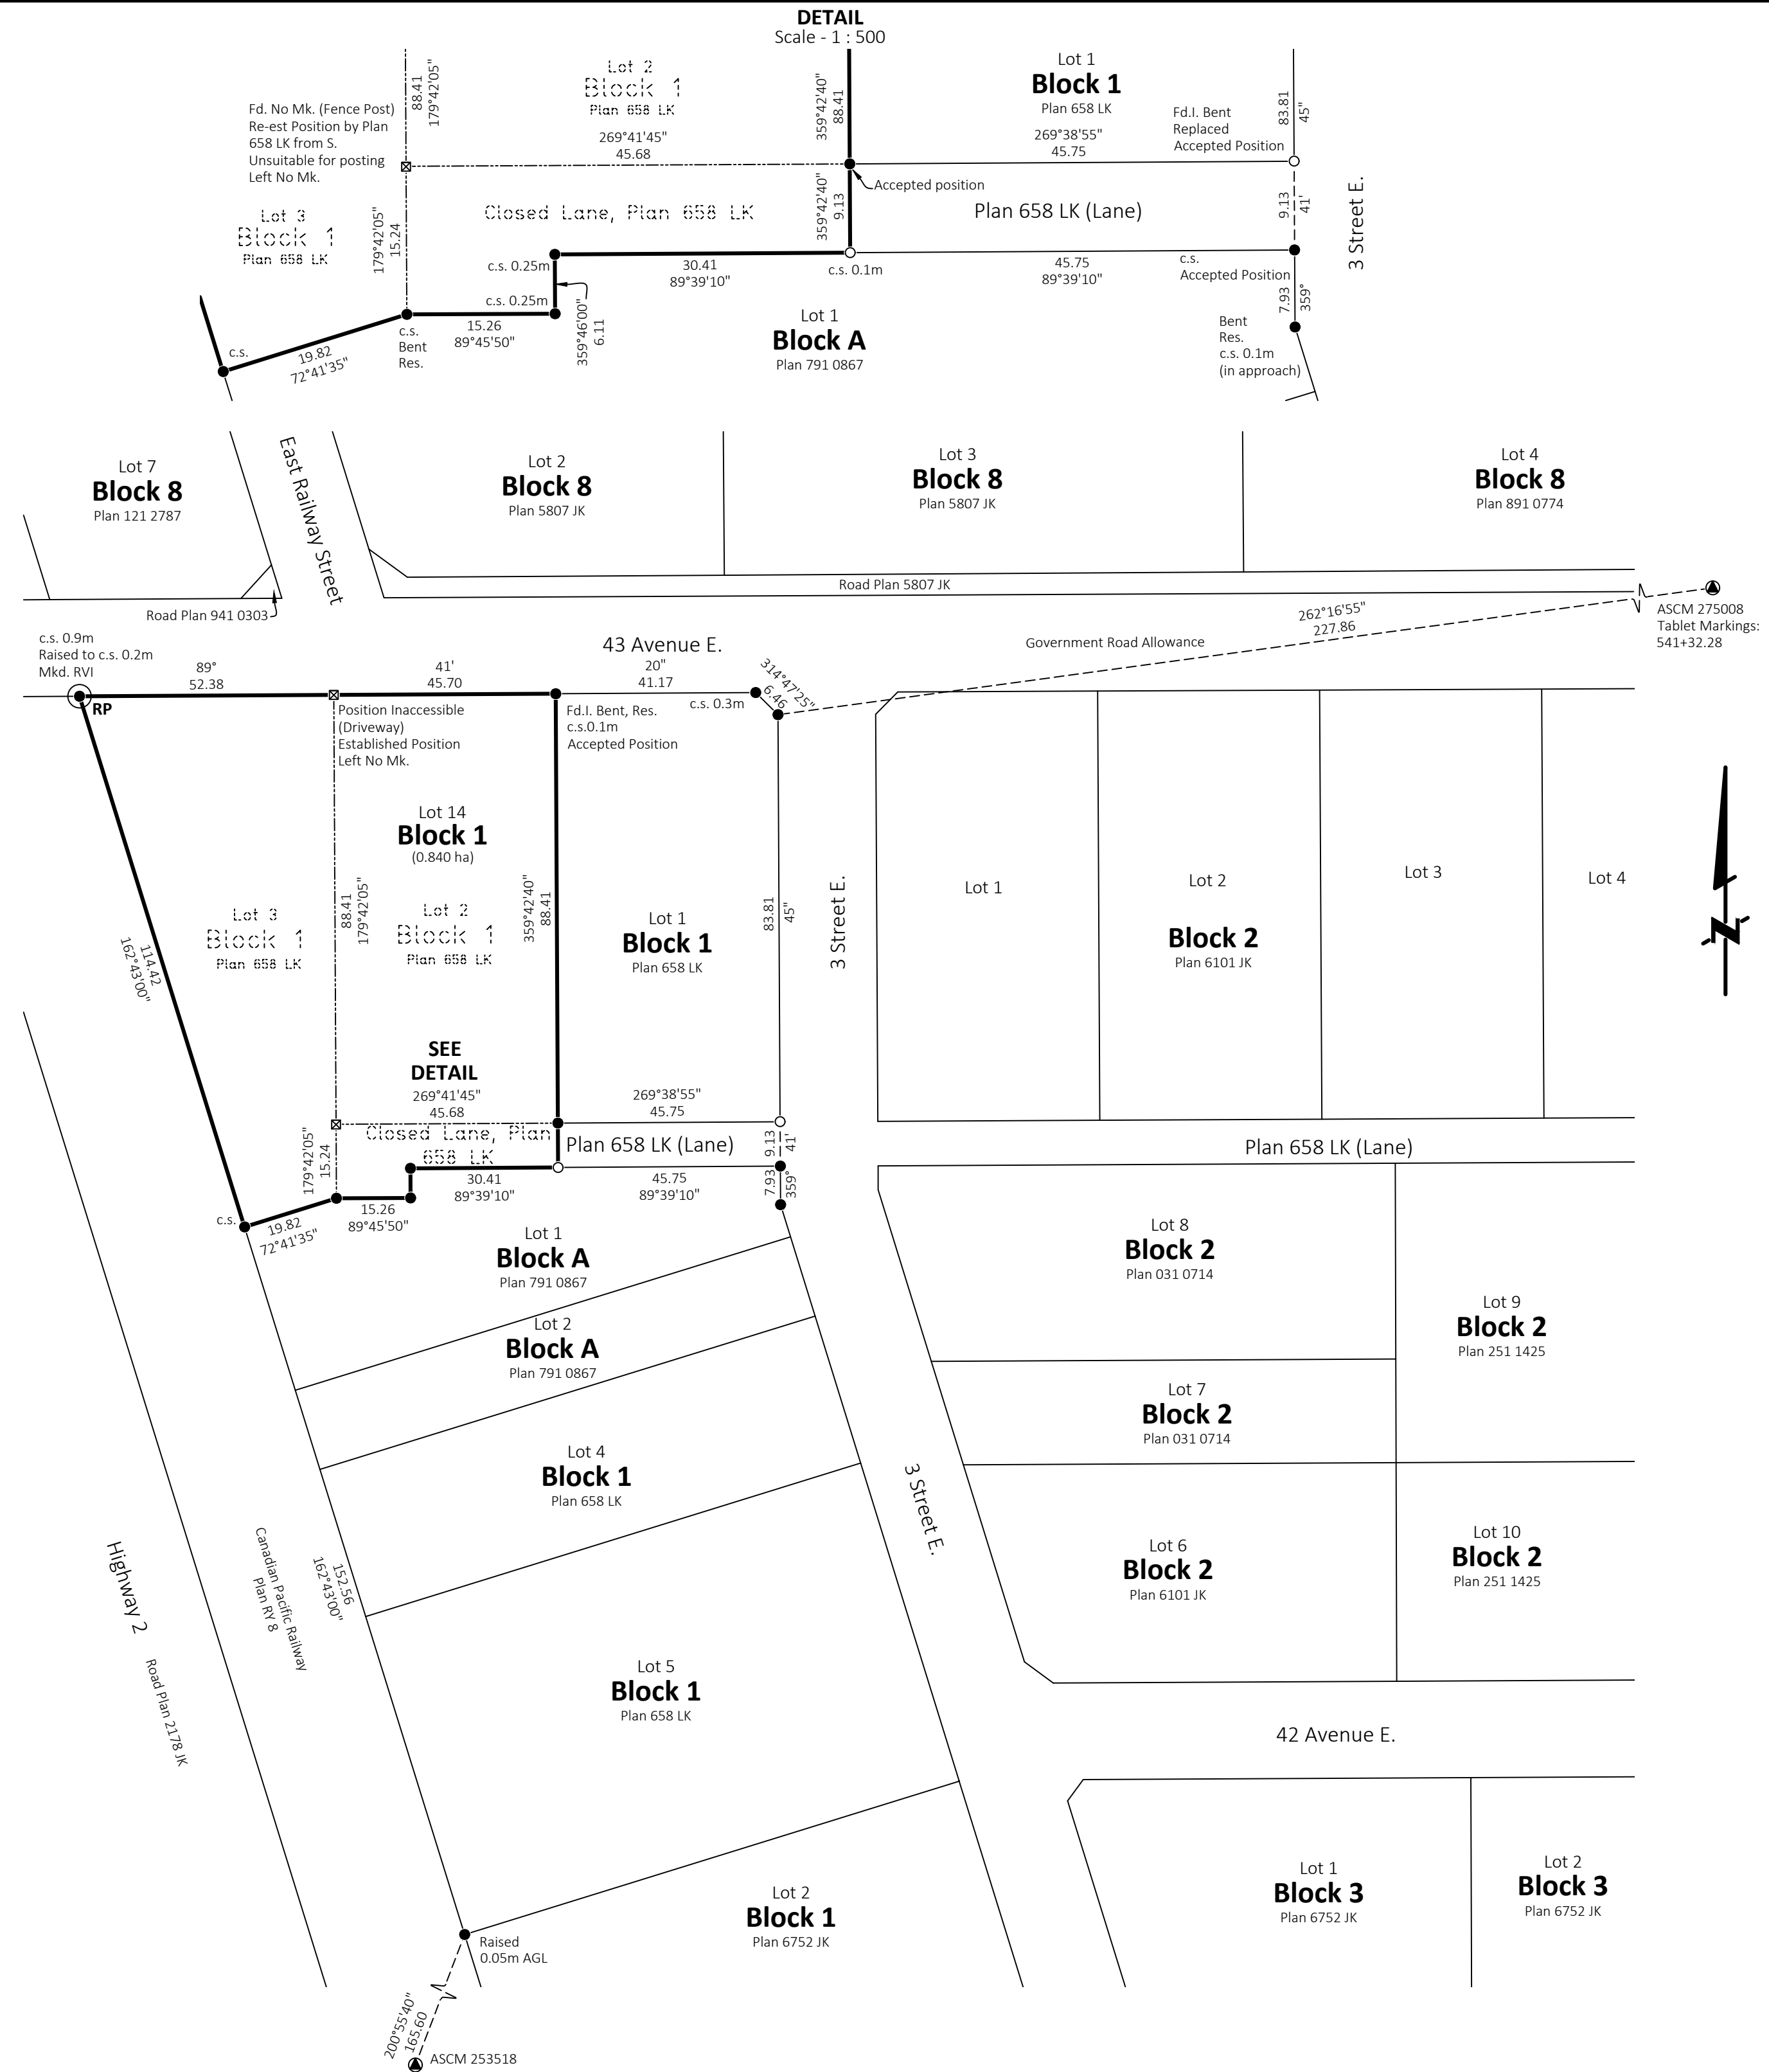 DETAIL
Scale - 1 : 500
88.41
179°42'05"
Lot 2
Block 1
Plan 658 LK
359°42'40"
88.41
Lot 1
Block 1
Plan 658 LK
83.81
45"
Fd. No Mk. (Fence Post)
Re-est Position by Plan
658 LK from S.
Unsuitable for posting
Left No Mk.
269°41'45"
45.68
269°38'55"
45.75
Fd.I. Bent
Replaced
Accepted Position
Accepted position
Lot 3
Block 1
Plan 658 LK
179°42'05"
15.24
Closed Lane, Plan 658 LK
359°42'40"
9.13
Plan 658 LK (Lane)
9.13
41'
3 Street E.
c.s. 0.25m
30.41
89°39'10"
c.s. 0.1m
45.75
89°39'10"
c.s.
Accepted Position
c.s. 0.25m
359°46'00"
6.11
7.93
359°
c.s.
19.82
72°41'35"
c.s.
Bent
Res.
15.26
89°45'50"
Lot 1
Block A
Plan 791 0867
Bent
Res.
c.s. 0.1m
(in approach)
Lot 7
Block 8
Plan 121 2787
East Railway Street
Lot 2
Block 8
Plan 5807 JK
Lot 3
Block 8
Plan 5807 JK
Lot 4
Block 8
Plan 891 0774
Road Plan 5807 JK
Road Plan 941 0303
ASCM 275008
Tablet Markings:
541+32.28
262°16'55"
227.86
Government Road Allowance
43 Avenue E.
c.s. 0.9m
Raised to c.s. 0.2m
Mkd. RVI
RP
89°
52.38
41'
45.70
20"
41.17
314°47'25"
6.46
c.s. 0.3m
Position Inaccessible
(Driveway)
Established Position
Left No Mk.
Fd.I. Bent, Res.
c.s.0.1m
Accepted Position
Lot 14
Block 1
(0.840 ha)
114.42
162°43'00"
Lot 3
Block 1
Plan 658 LK
88.41
179°42'05"
Lot 2
Block 1
Plan 658 LK
359°42'40"
88.41
Lot 1
Block 1
Plan 658 LK
83.81
45"
3 Street E.
Lot 1
Lot 2
Block 2
Plan 6101 JK
Lot 3
Lot 4
SEE
DETAIL
269°41'45"
45.68
269°38'55"
45.75
Closed Lane, Plan
658 LK
Plan 658 LK (Lane)
9.13
41'
Plan 658 LK (Lane)
179°42'05"
15.24
30.41
89°39'10"
45.75
89°39'10"
7.93
359°
c.s.
19.82
72°41'35"
15.26
89°45'50"
Lot 1
Block A
Plan 791 0867
Lot 2
Block A
Plan 791 0867
Lot 8
Block 2
Plan 031 0714
Lot 9
Block 2
Plan 251 1425
Lot 7
Block 2
Plan 031 0714
Lot 4
Block 1
Plan 658 LK
3 Street E.
Lot 6
Block 2
Plan 6101 JK
Lot 10
Block 2
Plan 251 1425
Highway 2
Road Plan 2178 JK
Canadian Pacific Railway
Plan RY 8
152.56
162°43'00"
Lot 5
Block 1
Plan 658 LK
42 Avenue E.
Lot 1
Block 3
Plan 6752 JK
Lot 2
Block 3
Plan 6752 JK
Lot 2
Block 1
Plan 6752 JK
Raised
0.05m AGL
200°55'40"
165.60
ASCM 253518